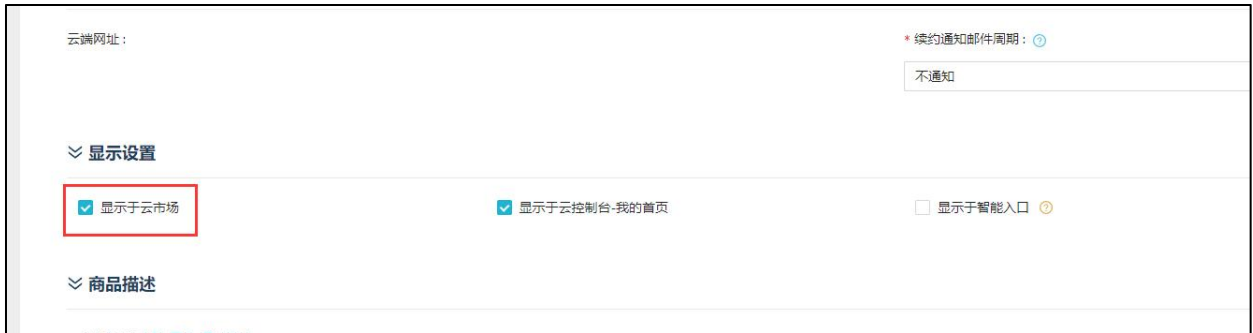 云端网址：
* 续约通知邮件周期：
不通知
显示设置
显示于云市场
显示于云控制台-我的首页
显示于智能入口
商品描述